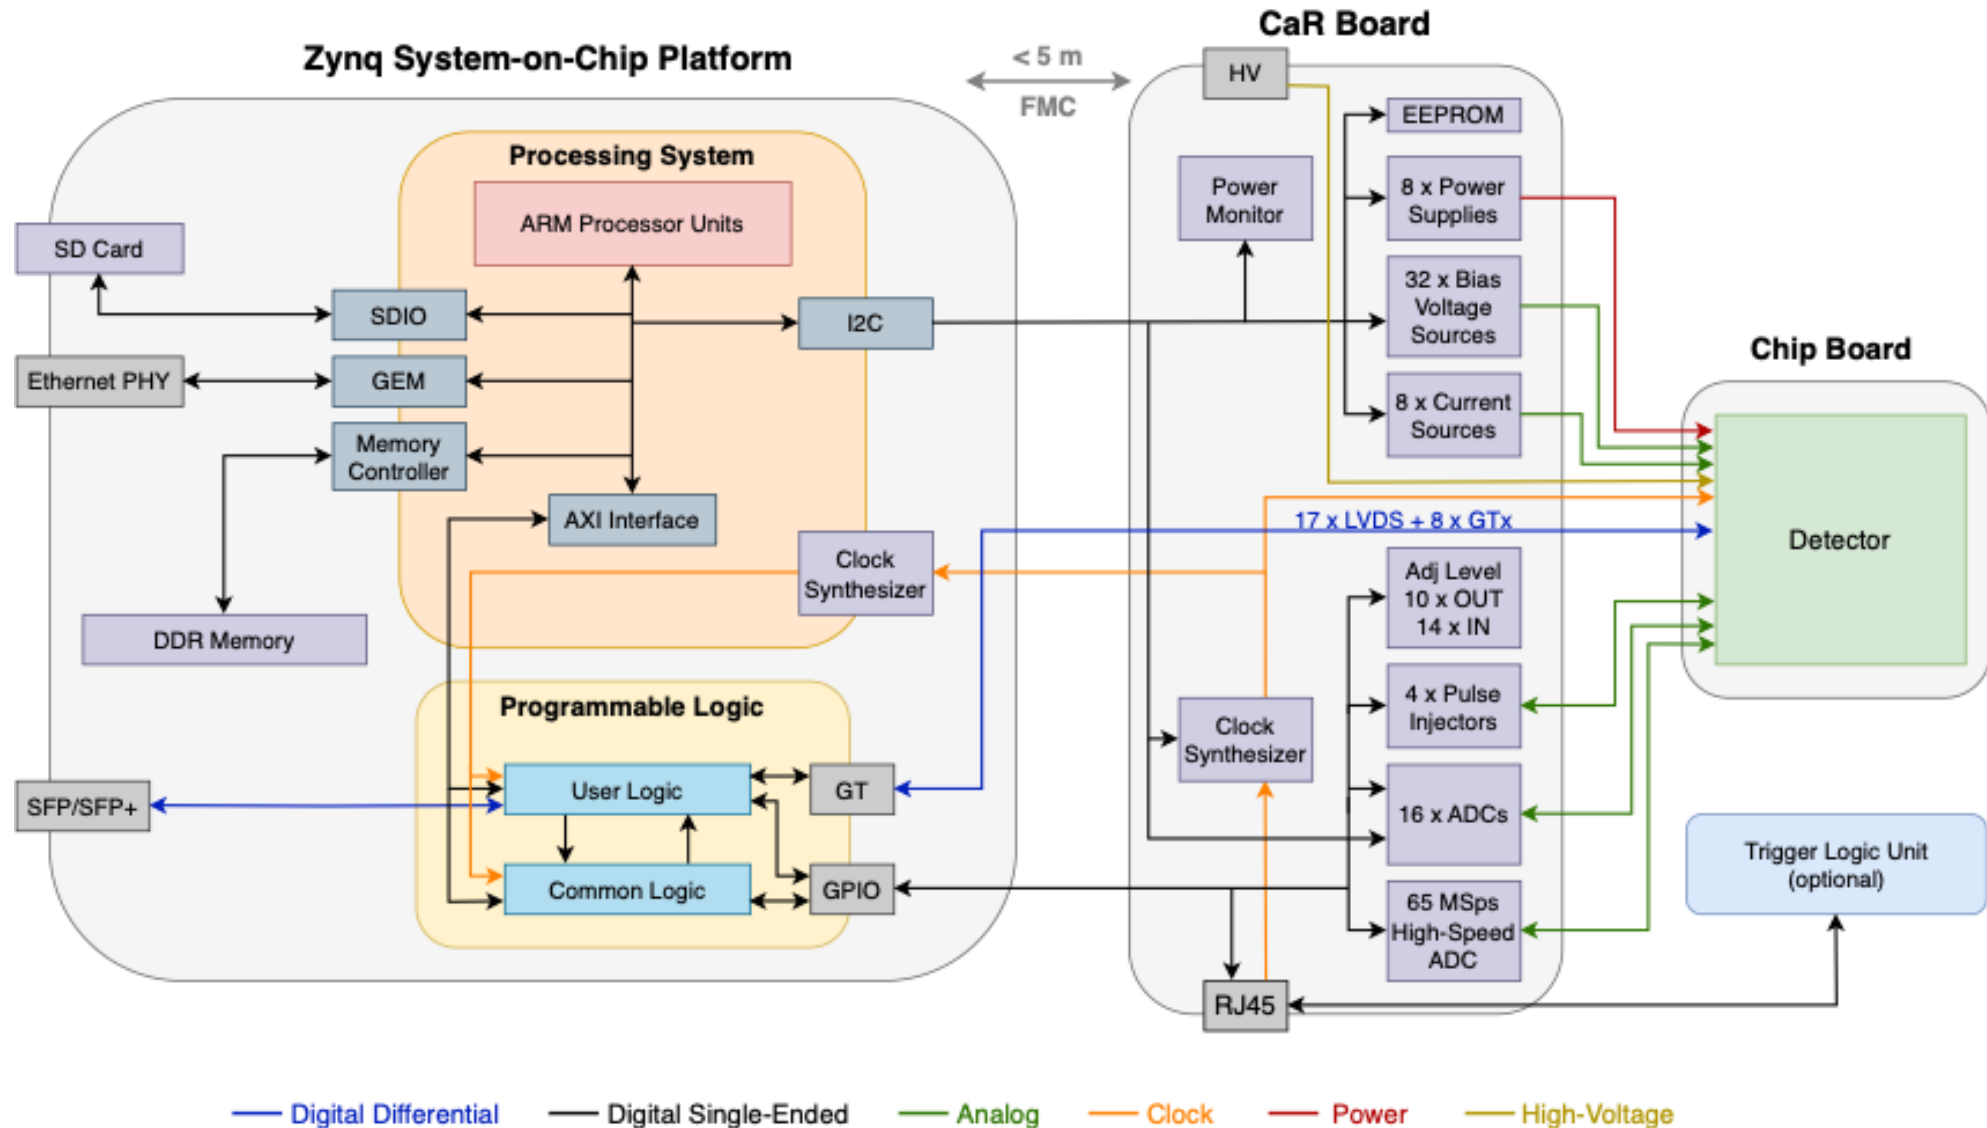 CaR Board
Zynq System-on-Chip Platform
< 5 m
FMC
HV
EEPROM
Processing System
Power
Monitor
8 x Power
Supplies
ARM Processor Units
SD Card
32 x Bias
Voltage
Sources
SDIO
I2C
Chip Board
Ethernet PHY
GEM
8 x Current
Sources
Memory
Controller
AXI Interface
17 x LVDS + 8 x GTx
Detector
Clock
Synthesizer
Adj Level
10 x OUT
14 x IN
DDR Memory
Programmable Logic
4 x Pulse
Injectors
Clock
Synthesizer
User Logic
GT
SFP/SFP+
16 x ADCs
Trigger Logic Unit
(optional)
Common Logic
GPIO
65 MSps
High-Speed
ADC
RJ45
Digital Differential
Digital Single-Ended
Analog
Clock
Power
High-Voltage